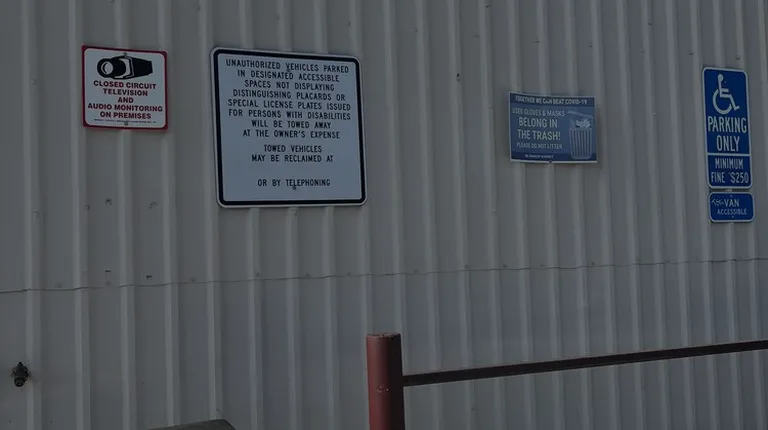 CLOSED CIRCUIT
TELEVISION
AND
AUDIO MONITORING
ON PREMISES
UNAUTHORIZED VEHICLES PARKED
IN DESIGNATED ACCESSIBLE
SPACES NOT DISPLAYING
DISTINGUISHING PLACARDS OR
SPECIAL LICENSE PLATES ISSUED
FOR PERSONS WITH DISABILITIES
WILL BE TOWED AWAY
AT THE OWNER'S EXPENSE
TOWED VEHICLES
MAY BE RECLAIMED AT
OR BY TELEPHONING
TOGETHER WE CAN BEAT COVID-19
USED GLOVES & MASKS
BELONG IN
THE TRASH!
PLEASE DO NOT LITTER
PARKING
ONLY
MINIMUM
FINE $250
VAN
ACCESSIBLE